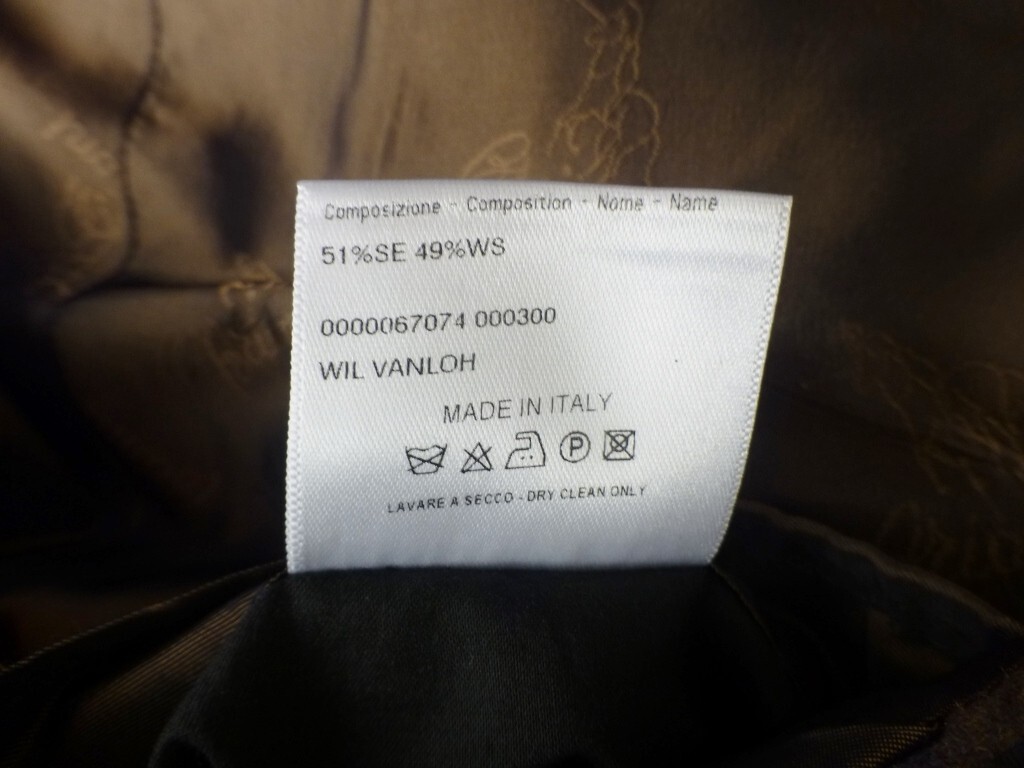 Composizione - Composition - Nome - Name
51%SE 49%WS
0000067074 000300
WIL VANLOH
MADE IN ITALY
P
LAVARE A SECCO - DRY CLEAN ONLY